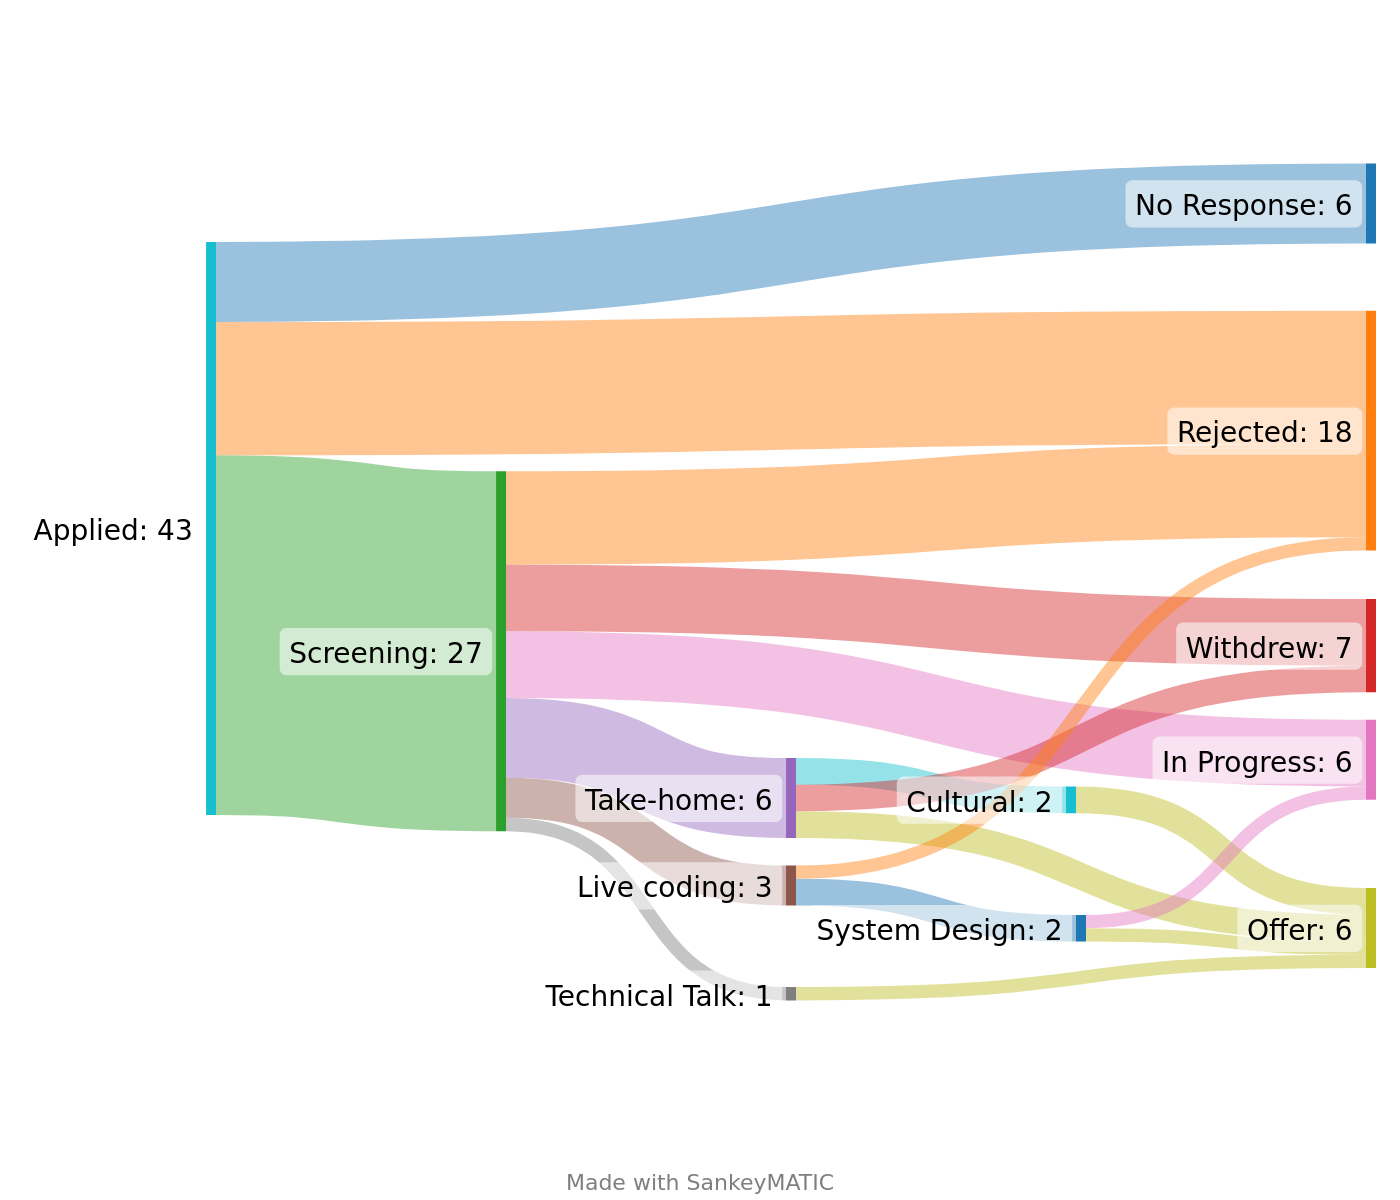 No Response: 6
Rejected: 18
Applied: 43
Withdrew: 7
Screening: 27
In Progress: 6
Take-home: 6
Cultural: 2
Live coding: 3
System Design: 2
Offer: 6
Technical Talk: 1
Made with SankeyMATIC